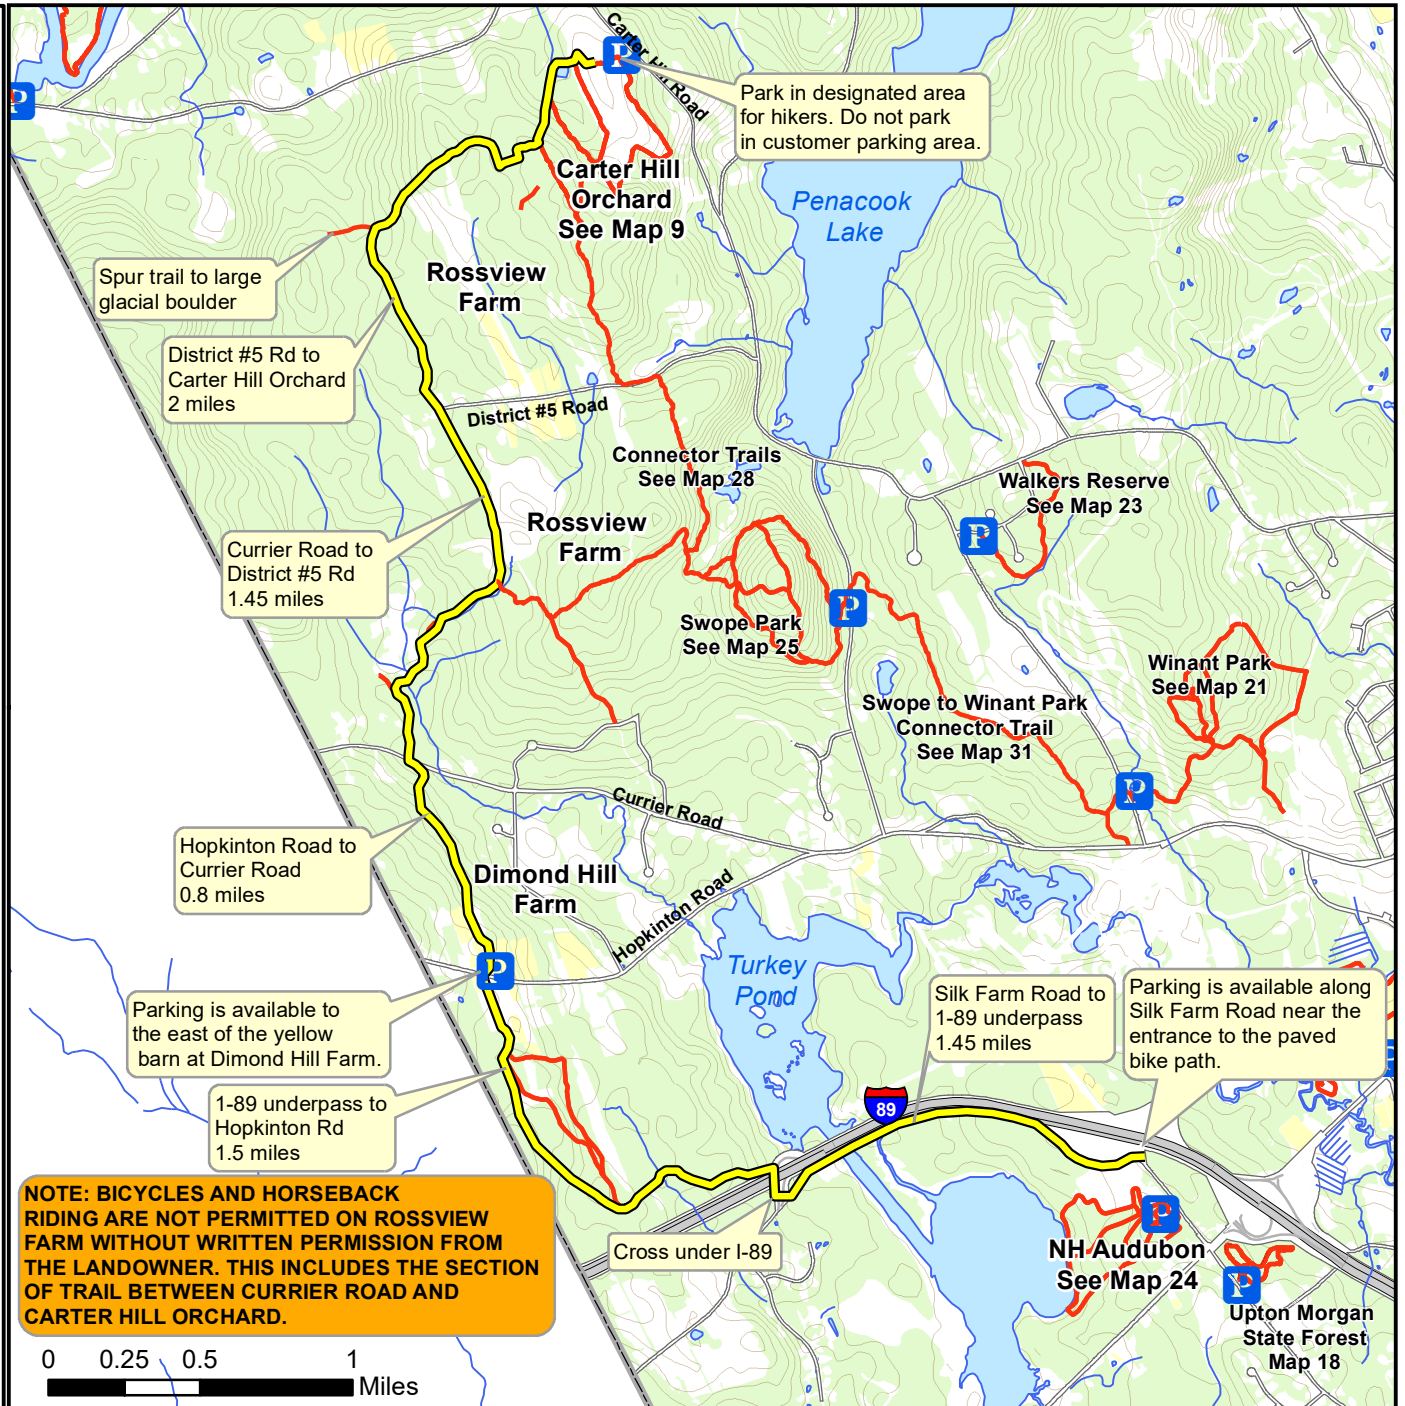 Carter Hill Road
P
P
Park in designated area
for hikers. Do not park
in customer parking area.
Carter Hill
Orchard
See Map 9
Penacook
Lake
Spur trail to large
glacial boulder
Rossview
Farm
District #5 Rd to
Carter Hill Orchard
2 miles
District #5 Road
Connector Trails
See Map 28
Walkers Reserve
See Map 23
P
Rossview
Farm
Currier Road to
District #5 Rd
1.45 miles
P
Swope Park
See Map 25
Winant Park
See Map 21
Swope to Winant Park
Connector Trail
See Map 31
P
Currier Road
Hopkinton Road to
Currier Road
0.8 miles
Dimond Hill
Farm
Hopkinton Road
P
Turkey
Pond
Parking is available to
the east of the yellow
barn at Dimond Hill Farm.
Silk Farm Road to
1-89 underpass
1.45 miles
Parking is available along
Silk Farm Road near the
entrance to the paved
bike path.
P
1-89 underpass to
Hopkinton Rd
1.5 miles
89
NOTE: BICYCLES AND HORSEBACK
RIDING ARE NOT PERMITTED ON ROSSVIEW
FARM WITHOUT WRITTEN PERMISSION FROM
THE LANDOWNER. THIS INCLUDES THE SECTION
OF TRAIL BETWEEN CURRIER ROAD AND
CARTER HILL ORCHARD.
Cross under I-89
P
NH Audubon
See Map 24
P
Upton Morgan
State Forest
Map 18
0 0.25 0.5 1
Miles